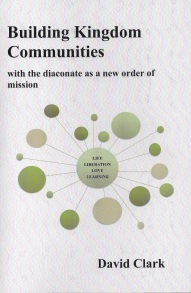 Building Kingdom
Communities
with the diaconate as a new order of
mission
LIFE
LIBERATION
LOVE
LEARNING
David Clark